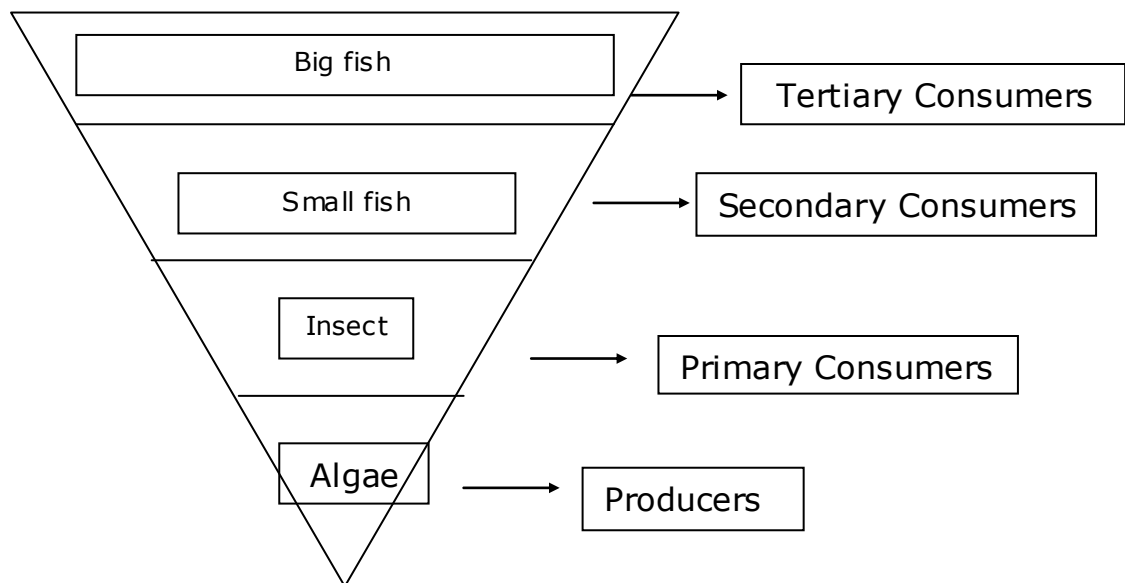 Big fish
Tertiary Consumers
Small fish
Secondary Consumers
Insect
Primary Consumers
Algae
Producers